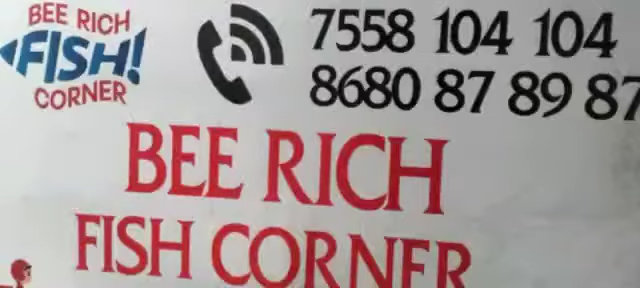 BEE RICH
FISH!
CORNER
7558 104 104
8680 87 89 87
BEE RICH
FISH CORNER